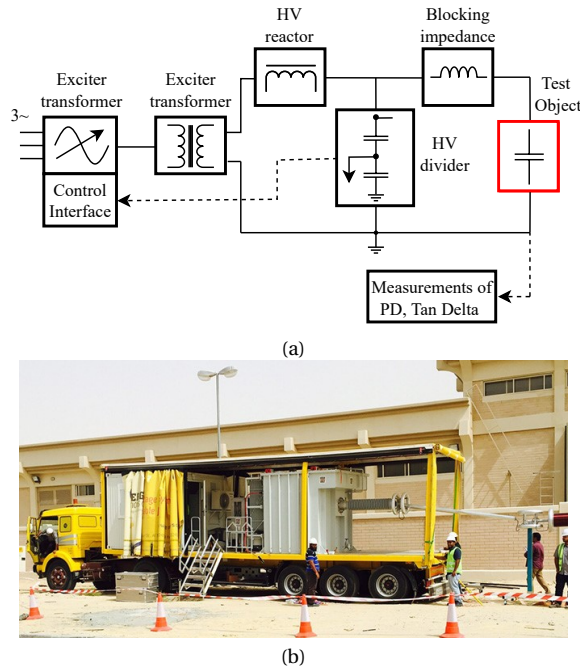 HV
reactor
Blocking
impedance
Exciter
transformer
Exciter
transformer
Test
Object
3~
HV
divider
Control
Interface
Measurements of
PD, Tan Delta
(a)
(b)